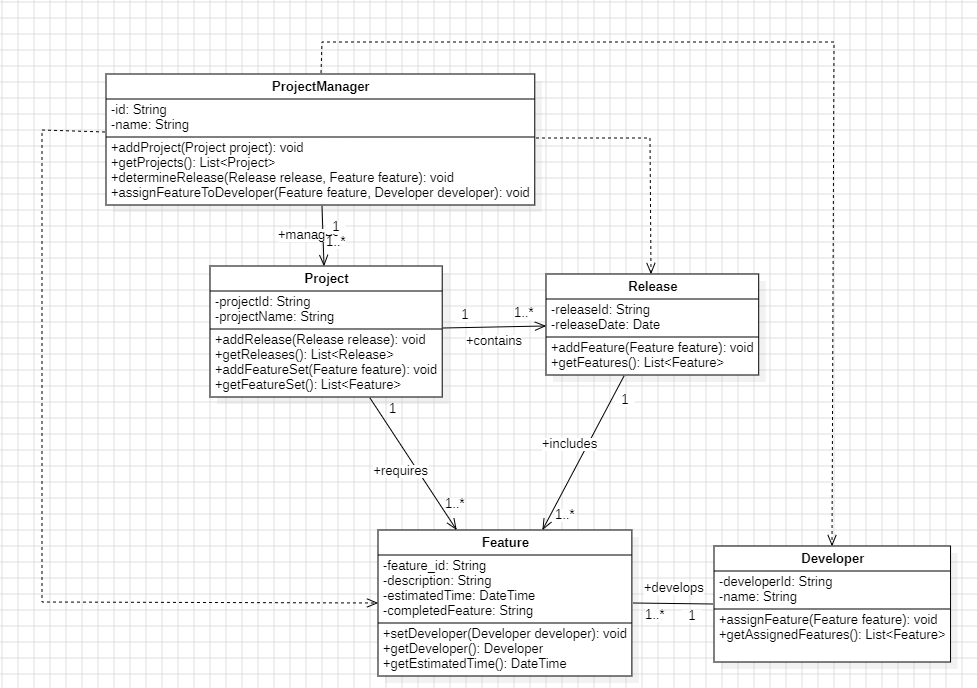 ProjectManager
-id: String
-name: String
+addProject(Project project): void
+getProjects(): List<Project>
+determineRelease(Release release, Feature feature): void
+assignFeatureToDeveloper(Feature feature, Developer developer): void
1
+manag
1..*
Project
-projectId: String
-projectName: String
+addRelease(Release release): void
+getReleases(): List<Release>
+addFeatureSet(Feature feature): void
+getFeatureSet(): List<Feature>
1
1..*
+contains
Release
-releaseId: String
-releaseDate: Date
+addFeature(Feature feature): void
+getFeatures(): List<Feature>
1
+requires
1..*
1
+includes
1..*
Feature
-feature_id: String
-description: String
-estimatedTime: DateTime
-completedFeature: String
+setDeveloper(Developer developer): void
+getDeveloper(): Developer
+getEstimatedTime(): DateTime
+develops
1..*
1
Developer
-developerId: String
-name: String
+assignFeature(Feature feature): void
+getAssignedFeatures(): List<Feature>